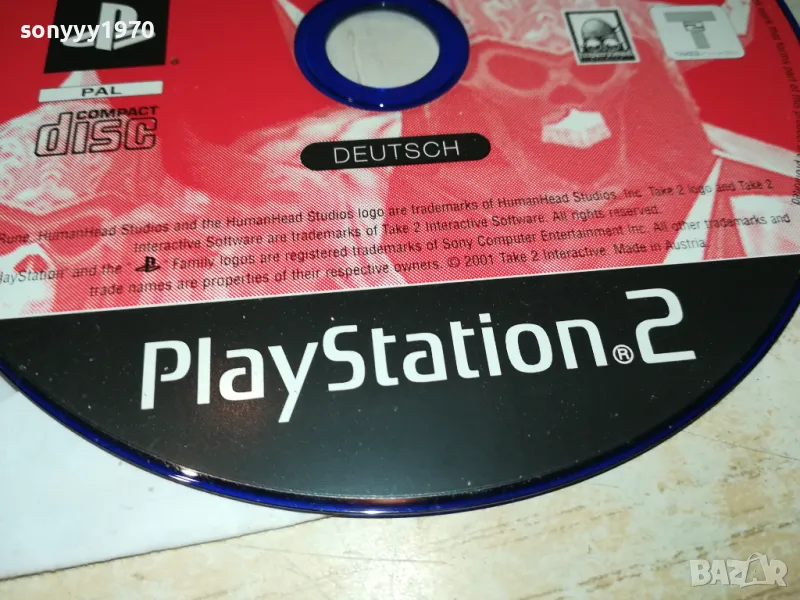 sonyyy1970
PAL
COMPACT
disc
DEUTSCH
Rune, HumanHead Studios and the HumanHead Studios logo are trademarks of HumanHead Studios, Inc. Take 2 logo and Take 2
Interactive Software are trademarks of Take 2 Interactive Software. All rights reserved.
PlayStation and the " " Family logos are registered trademarks of Sony Computer Entertainment Inc. All other trademarks and
trade names are properties of their respective owners. © 2001 Take 2 Interactive. Made in Austria.
PlayStation®2
BAZAR